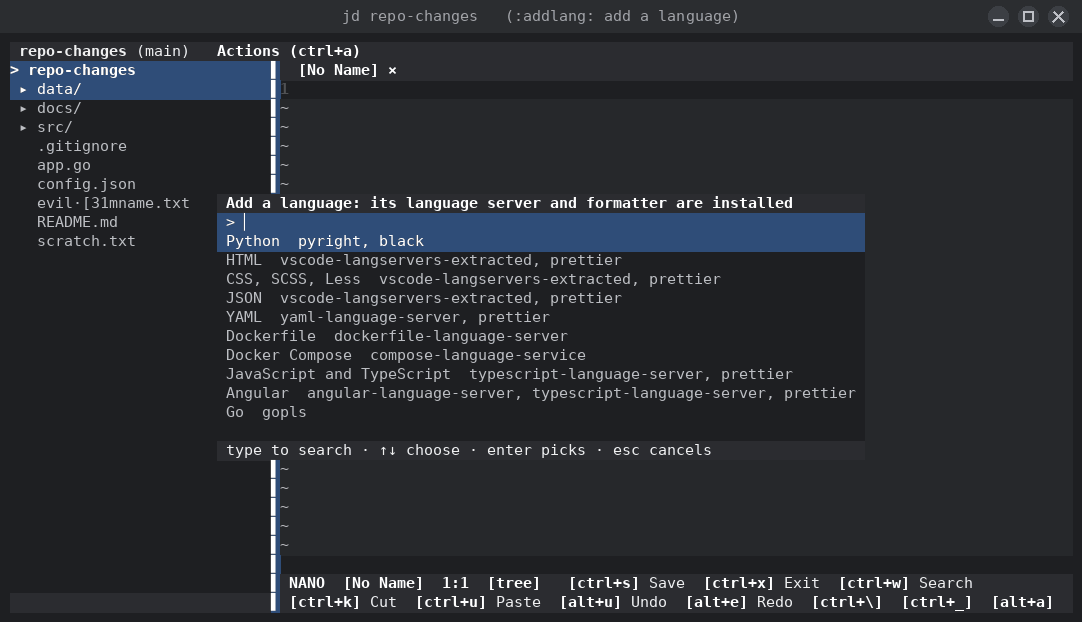 jd repo-changes   (:addlang: add a language)
repo-changes (main)   Actions (ctrl+a)
> repo-changes   [No Name] ×
▸ data/   1
▸ docs/   ~
▸ src/   ~
.gitignore   ~
app.go   ~
config.json   ~
evil·[31mname.txt   Add a language: its language server and formatter are installed
README.md   >
scratch.txt   Python  pyright, black
HTML  vscode-langservers-extracted, prettier
CSS, SCSS, Less  vscode-langservers-extracted, prettier
JSON  vscode-langservers-extracted, prettier
YAML  yaml-language-server, prettier
Dockerfile  dockerfile-language-server
Docker Compose  compose-language-service
JavaScript and TypeScript  typescript-language-server, prettier
Angular  angular-language-server, typescript-language-server, prettier
Go  gopls
type to search · ↑↓ choose · enter picks · esc cancels
~
~
~
~
~
NANO  [No Name]  1:1  [tree]   [ctrl+s] Save  [ctrl+x] Exit  [ctrl+w] Search
[ctrl+k] Cut  [ctrl+u] Paste  [alt+u] Undo  [alt+e] Redo  [ctrl+\]  [ctrl+_]  [alt+a]